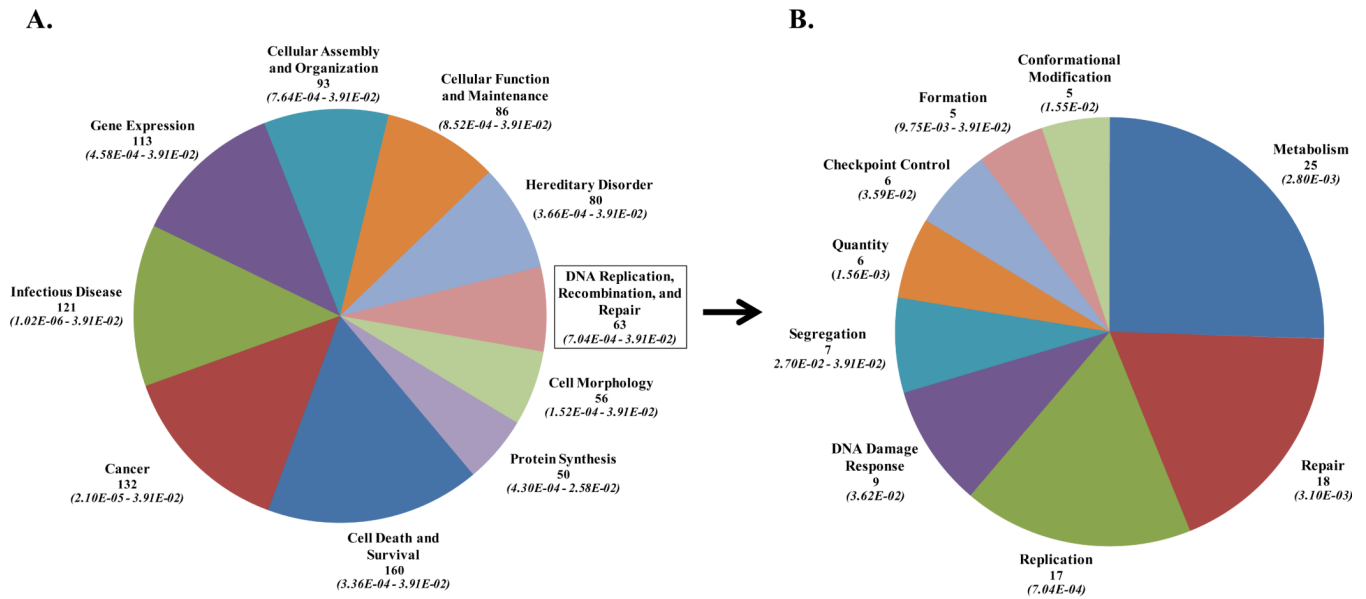 A.
Cellular Assembly
and Organization
93
(7.64E-04 - 3.91E-02)
Cellular Function
and Maintenance
86
(8.52E-04 - 3.91E-02)
Hereditary Disorder
80
(3.66E-04 - 3.91E-02)
DNA Replication,
Recombination, and
Repair
63
(7.04E-04 - 3.91E-02)
Cell Morphology
56
(1.52E-04 - 3.91E-02)
Protein Synthesis
50
(4.30E-04 - 2.58E-02)
Cell Death and
Survival
160
(3.36E-04 - 3.91E-02)
Cancer
132
(2.10E-05 - 3.91E-02)
Infectious Disease
121
(1.02E-06 - 3.91E-02)
Gene Expression
113
(4.58E-04 - 3.91E-02)
B.
Conformational
Modification
5
(1.55E-02)
Metabolism
25
(2.80E-03)
Repair
18
(3.10E-03)
Replication
17
(7.04E-04)
DNA Damage
Response
9
(3.62E-02)
Segregation
7
2.70E-02 - 3.91E-02)
Quantity
6
(1.56E-03)
Checkpoint Control
6
(3.59E-02)
Formation
5
(9.75E-03 - 3.91E-02)